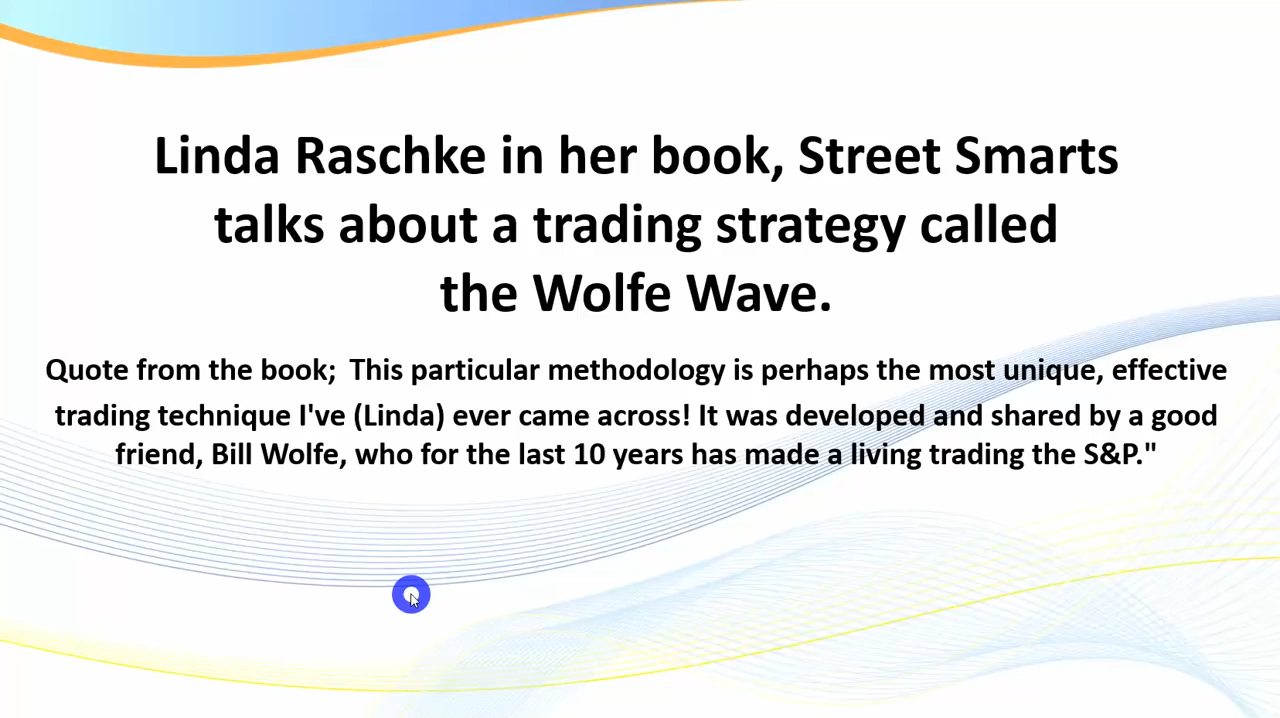 Linda Raschke in her book, Street Smarts
talks about a trading strategy called
the Wolfe Wave.
Quote from the book;  This particular methodology is perhaps the most unique, effective
trading technique I've (Linda) ever came across! It was developed and shared by a good
friend, Bill Wolfe, who for the last 10 years has made a living trading the S&P."